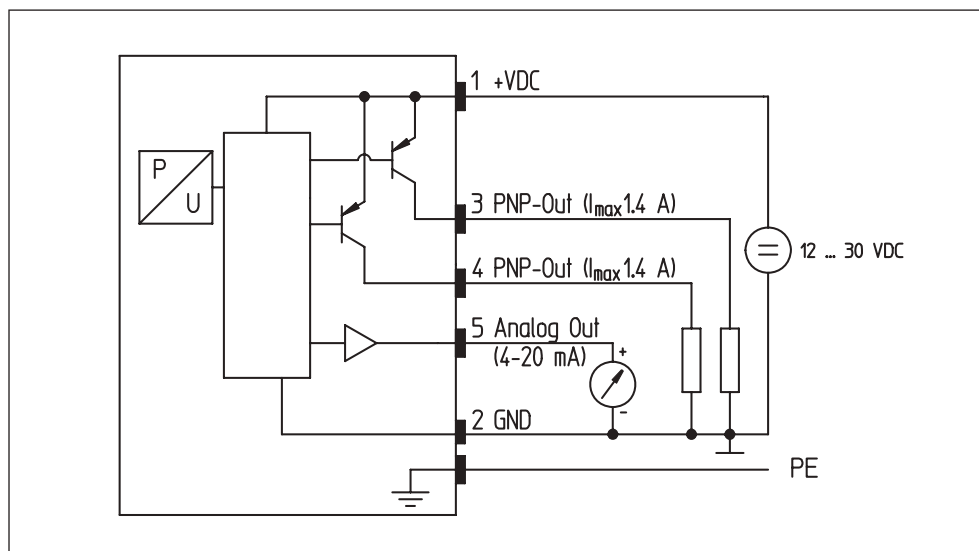 1 +VDC
P
U
3 PNP-Out (Imax1.4 A)
12 ... 30 VDC
4 PNP-Out (Imax1.4 A)
5 Analog Out
(4-20 mA)
+
-
2 GND
PE